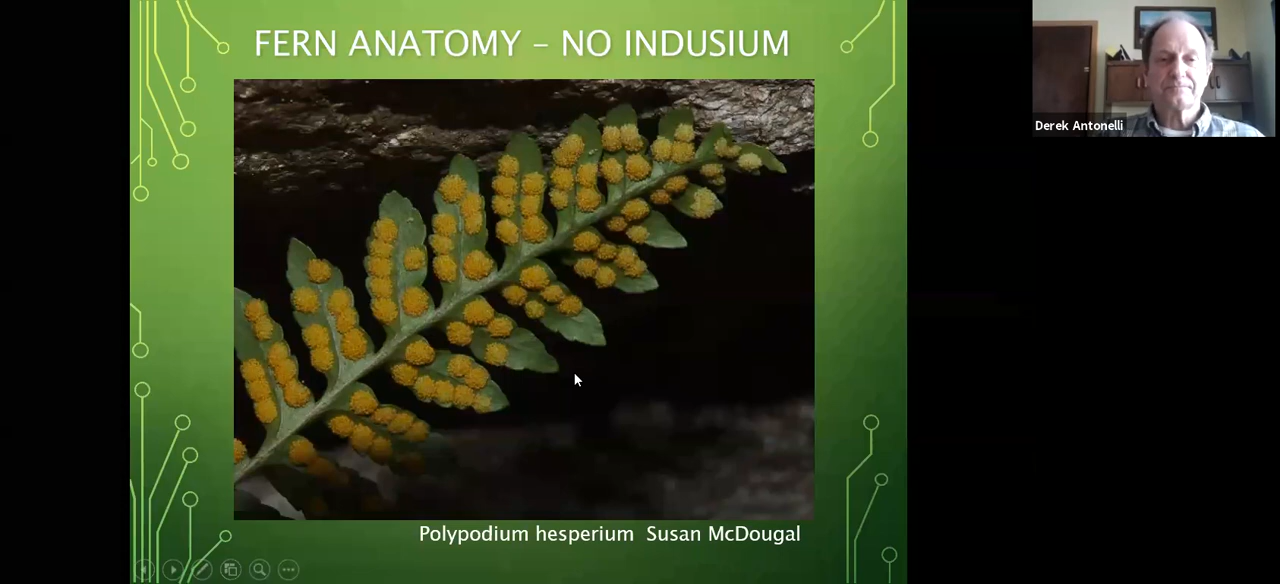 FERN ANATOMY – NO INDUSIUM
Derek Antonelli
Polypodium hesperium Susan McDougal